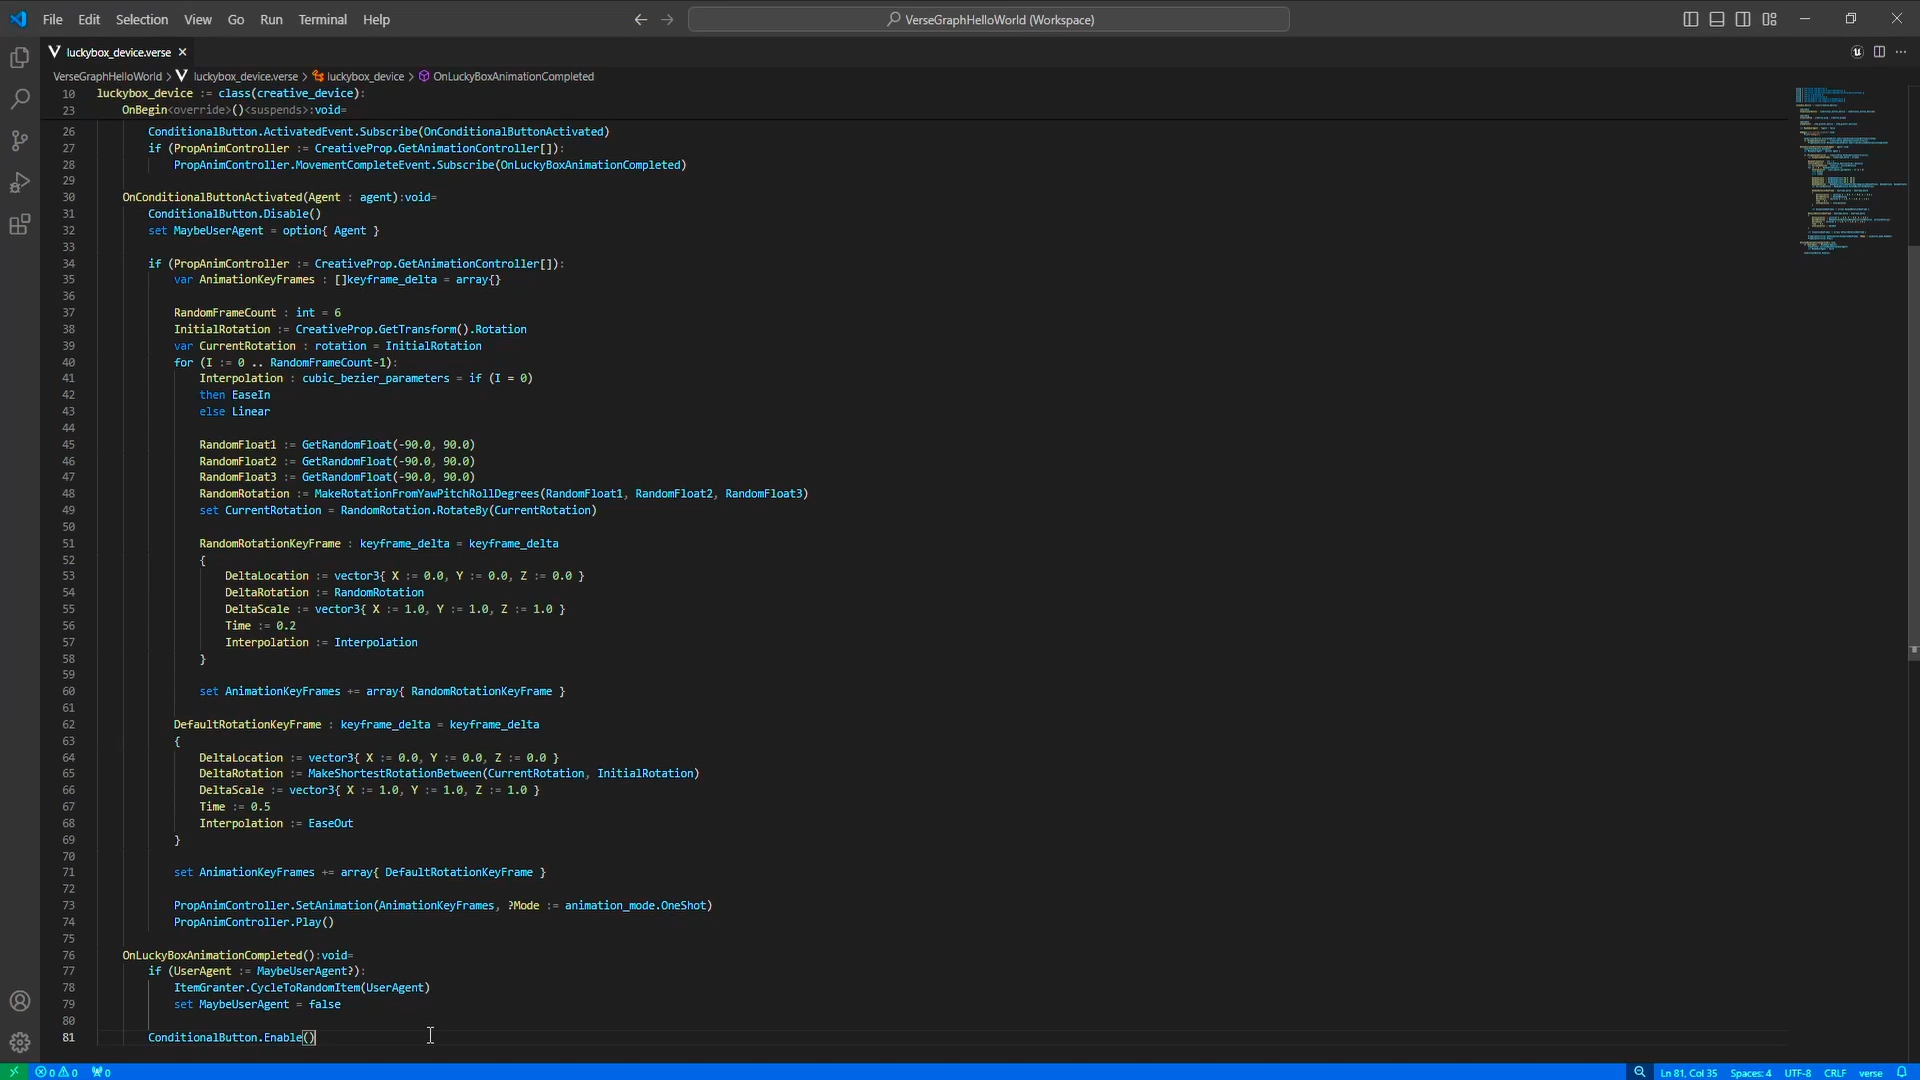 File Edit Selection View Go Run Terminal Help
VerseGraphHelloWorld (Workspace)
luckybox_device.verse
VerseGraphHelloWorld > luckybox_device.verse > luckybox_device > OnLuckyBoxAnimationCompleted
10 luckybox_device := class(creative_device):
23 OnBegin<override>()<suspends>:void=
26 ConditionalButton.ActivatedEvent.Subscribe(OnConditionalButtonActivated)
27 if (PropAnimController := CreativeProp.GetAnimationController[]):
28 PropAnimController.MovementCompleteEvent.Subscribe(OnLuckyBoxAnimationCompleted)
29
30 OnConditionalButtonActivated(Agent : agent):void=
31 ConditionalButton.Disable()
32 set MaybeUserAgent = option{ Agent }
33
34 if (PropAnimController := CreativeProp.GetAnimationController[]):
35 var AnimationKeyFrames : []keyframe_delta = array{}
36
37 RandomFrameCount : int = 6
38 InitialRotation := CreativeProp.GetTransform().Rotation
39 var CurrentRotation : rotation = InitialRotation
40 for (I := 0 .. RandomFrameCount-1):
41 Interpolation : cubic_bezier_parameters = if (I = 0)
42 then EaseIn
43 else Linear
44
45 RandomFloat1 := GetRandomFloat(-90.0, 90.0)
46 RandomFloat2 := GetRandomFloat(-90.0, 90.0)
47 RandomFloat3 := GetRandomFloat(-90.0, 90.0)
48 RandomRotation := MakeRotationFromYawPitchRollDegrees(RandomFloat1, RandomFloat2, RandomFloat3)
49 set CurrentRotation = RandomRotation.RotateBy(CurrentRotation)
50
51 RandomRotationKeyFrame : keyframe_delta = keyframe_delta
52 {
53 DeltaLocation := vector3{ X := 0.0, Y := 0.0, Z := 0.0 }
54 DeltaRotation := RandomRotation
55 DeltaScale := vector3{ X := 1.0, Y := 1.0, Z := 1.0 }
56 Time := 0.2
57 Interpolation := Interpolation
58 }
59
60 set AnimationKeyFrames += array{ RandomRotationKeyFrame }
61
62 DefaultRotationKeyFrame : keyframe_delta = keyframe_delta
63 {
64 DeltaLocation := vector3{ X := 0.0, Y := 0.0, Z := 0.0 }
65 DeltaRotation := MakeShortestRotationBetween(CurrentRotation, InitialRotation)
66 DeltaScale := vector3{ X := 1.0, Y := 1.0, Z := 1.0 }
67 Time := 0.5
68 Interpolation := EaseOut
69 }
70
71 set AnimationKeyFrames += array{ DefaultRotationKeyFrame }
72
73 PropAnimController.SetAnimation(AnimationKeyFrames, ?Mode := animation_mode.OneShot)
74 PropAnimController.Play()
75
76 OnLuckyBoxAnimationCompleted():void=
77 if (UserAgent := MaybeUserAgent?):
78 ItemGranter.CycleToRandomItem(UserAgent)
79 set MaybeUserAgent = false
80
81 ConditionalButton.Enable()
0 0 0 Ln 81, Col 35 Spaces: 4 UTF-8 CRLF verse